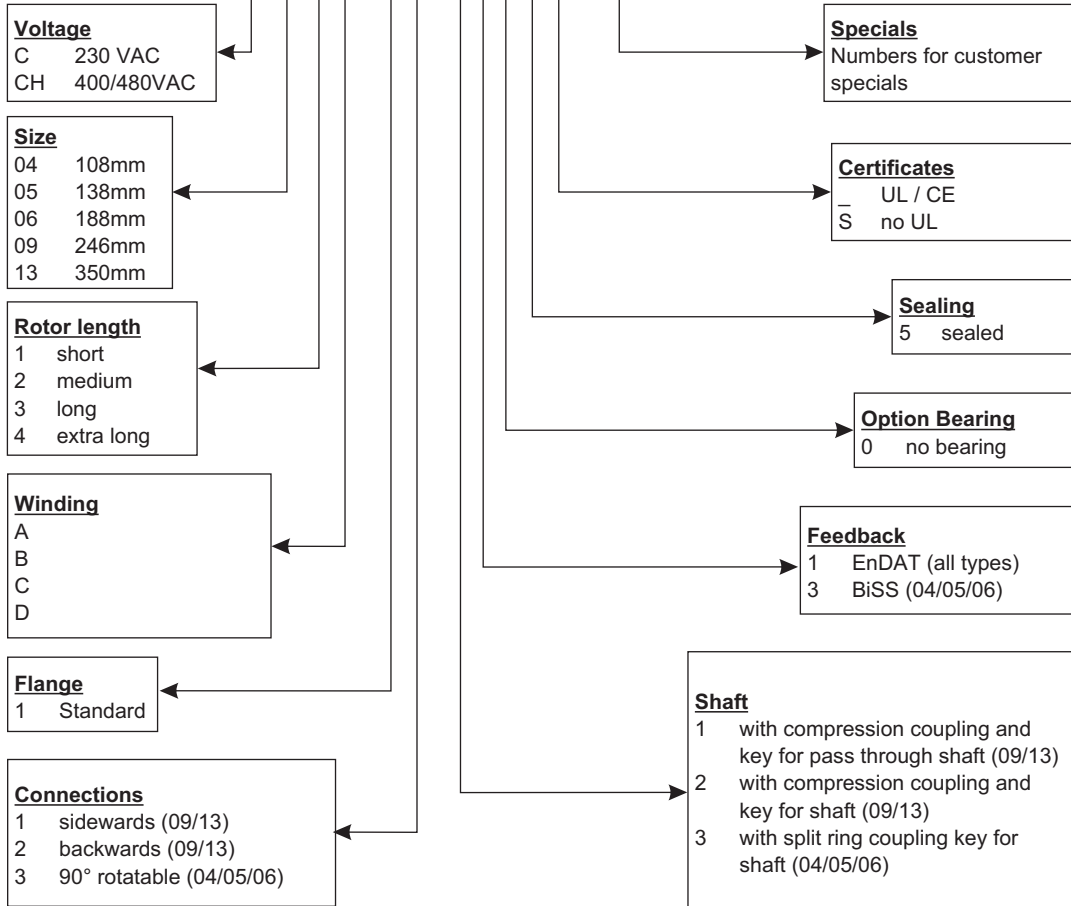 Voltage
C 230 VAC
CH 400/480VAC
Size
04 108mm
05 138mm
06 188mm
09 246mm
13 350mm
Rotor length
1 short
2 medium
3 long
4 extra long
Winding
A
B
C
D
Flange
1 Standard
Connections
1 sidewards (09/13)
2 backwards (09/13)
3 90° rotatable (04/05/06)
Specials
Numbers for customer
specials
Certificates
_ UL / CE
S no UL
Sealing
5 sealed
Option Bearing
0 no bearing
Feedback
1 EnDAT (all types)
3 BiSS (04/05/06)
Shaft
1 with compression coupling and
key for pass through shaft (09/13)
2 with compression coupling and
key for shaft (09/13)
3 with split ring coupling key for
shaft (04/05/06)